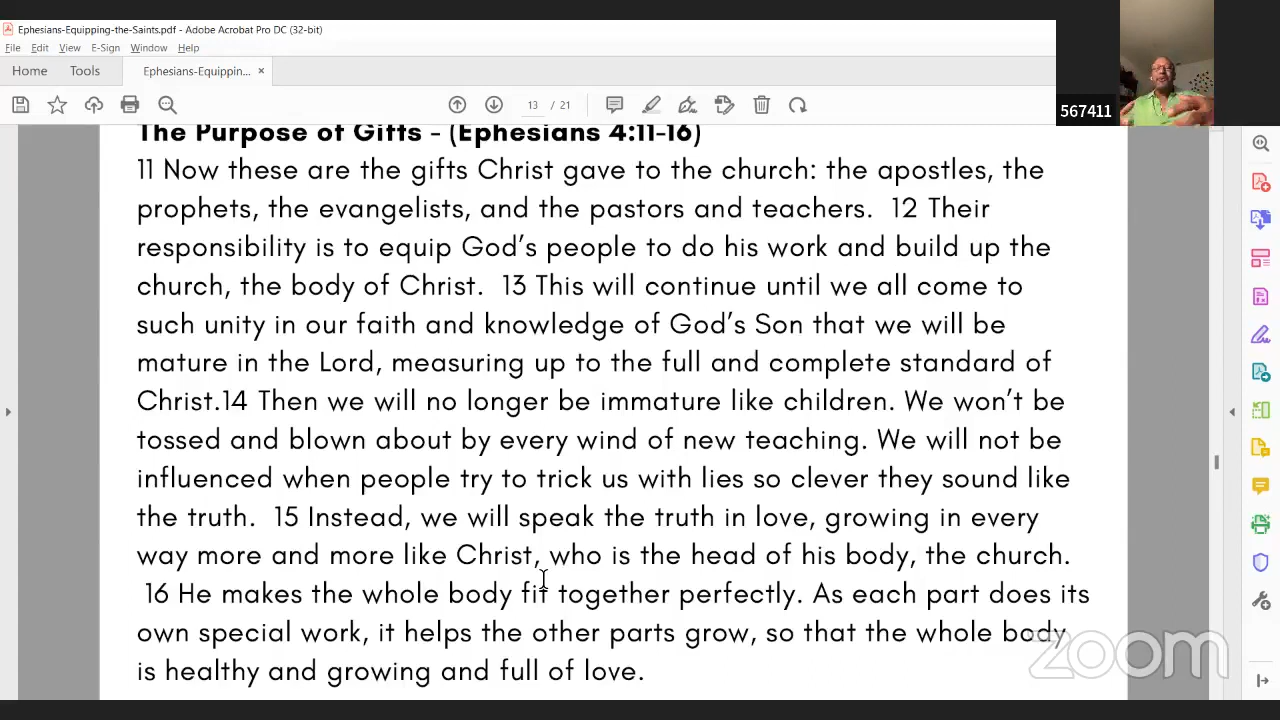 Ephesians-Equipping-the-Saints.pdf - Adobe Acrobat Pro DC (32-bit)
File Edit View E-Sign Window Help
Home Tools Ephesians-Equippin... ×
13 / 21
567411
The Purpose of Gifts - (Ephesians 4:11-16)
11 Now these are the gifts Christ gave to the church: the apostles, the
prophets, the evangelists, and the pastors and teachers. 12 Their
responsibility is to equip God’s people to do his work and build up the
church, the body of Christ. 13 This will continue until we all come to
such unity in our faith and knowledge of God’s Son that we will be
mature in the Lord, measuring up to the full and complete standard of
Christ.14 Then we will no longer be immature like children. We won’t be
tossed and blown about by every wind of new teaching. We will not be
influenced when people try to trick us with lies so clever they sound like
the truth. 15 Instead, we will speak the truth in love, growing in every
way more and more like Christ, who is the head of his body, the church.
16 He makes the whole body fit together perfectly. As each part does its
own special work, it helps the other parts grow, so that the whole body
is healthy and growing and full of love.
zoom